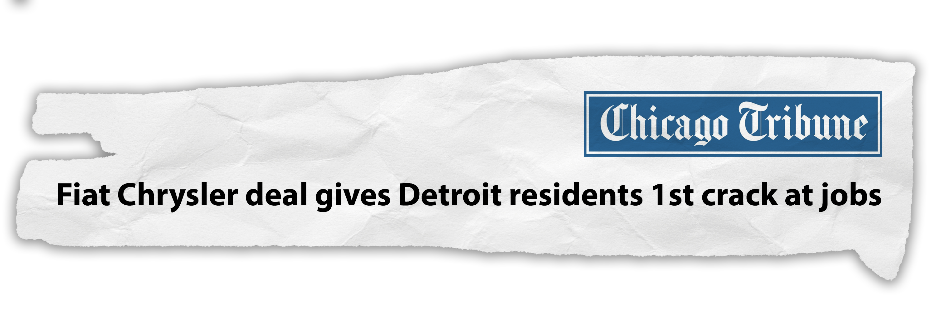 Chicago Tribune
Fiat Chrysler deal gives Detroit residents 1st crack at jobs